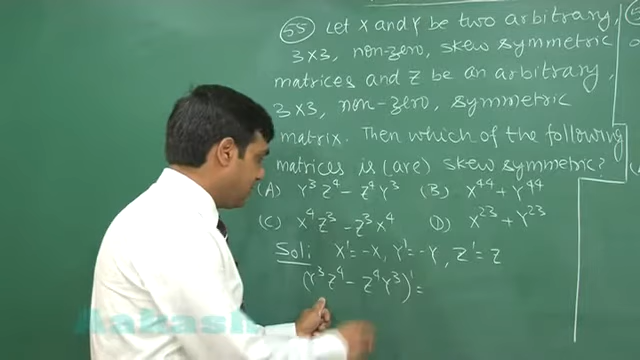 55 Let X and Y be two arbitrary,
3×3, non-zero, skew symmetric
matrices and Z be an arbitrary,
3×3, non-zero, symmetric
matrix. Then which of the following
matrices is (are) skew symmetric?
(A) Y³Z⁴ - Z⁴Y³ (B) X⁴⁴ + Y⁴⁴
(C) X⁴Z³ - Z³X⁴ (D) X²³ + Y²³
Sol: X' = -X, Y' = -Y, Z' = Z
(Y³Z⁴ - Z⁴Y³)' =
Aakash